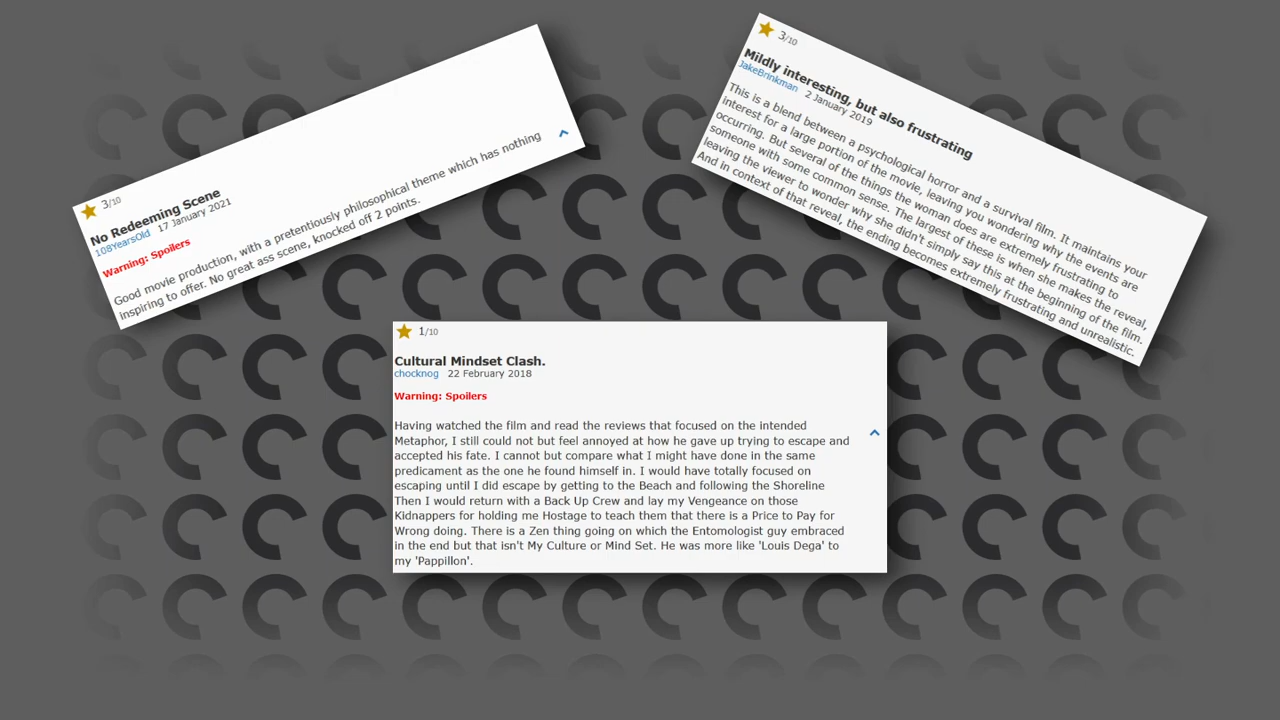 3/10
No Redeeming Scene
108YearsOld 17 January 2021
Warning: Spoilers
Good movie production, with a pretentiously philosophical theme which has nothing
inspiring to offer. No great ass scene, knocked off 2 points.
3/10
Mildly interesting, but also frustrating
JakeBrinkman 2 January 2019
This is a blend between a psychological horror and a survival film. It maintains your
interest for a large portion of the movie, leaving you wondering why the events are
occurring. But several of the things the woman does are extremely frustrating to
someone with some common sense. The largest of these is when she makes the reveal,
leaving the viewer to wonder why she didn't simply say this at the beginning of the film.
And in context of that reveal, the ending becomes extremely frustrating and unrealistic.
1/10
Cultural Mindset Clash.
chocknog 22 February 2018
Warning: Spoilers
Having watched the film and read the reviews that focused on the intended
Metaphor, I still could not but feel annoyed at how he gave up trying to escape and
accepted his fate. I cannot but compare what I might have done in the same
predicament as the one he found himself in. I would have totally focused on
escaping until I did escape by getting to the Beach and following the Shoreline
Then I would return with a Back Up Crew and lay my Vengeance on those
Kidnappers for holding me Hostage to teach them that there is a Price to Pay for
Wrong doing. There is a Zen thing going on which the Entomologist guy embraced
in the end but that isn't My Culture or Mind Set. He was more like 'Louis Dega' to
my 'Pappillon'.